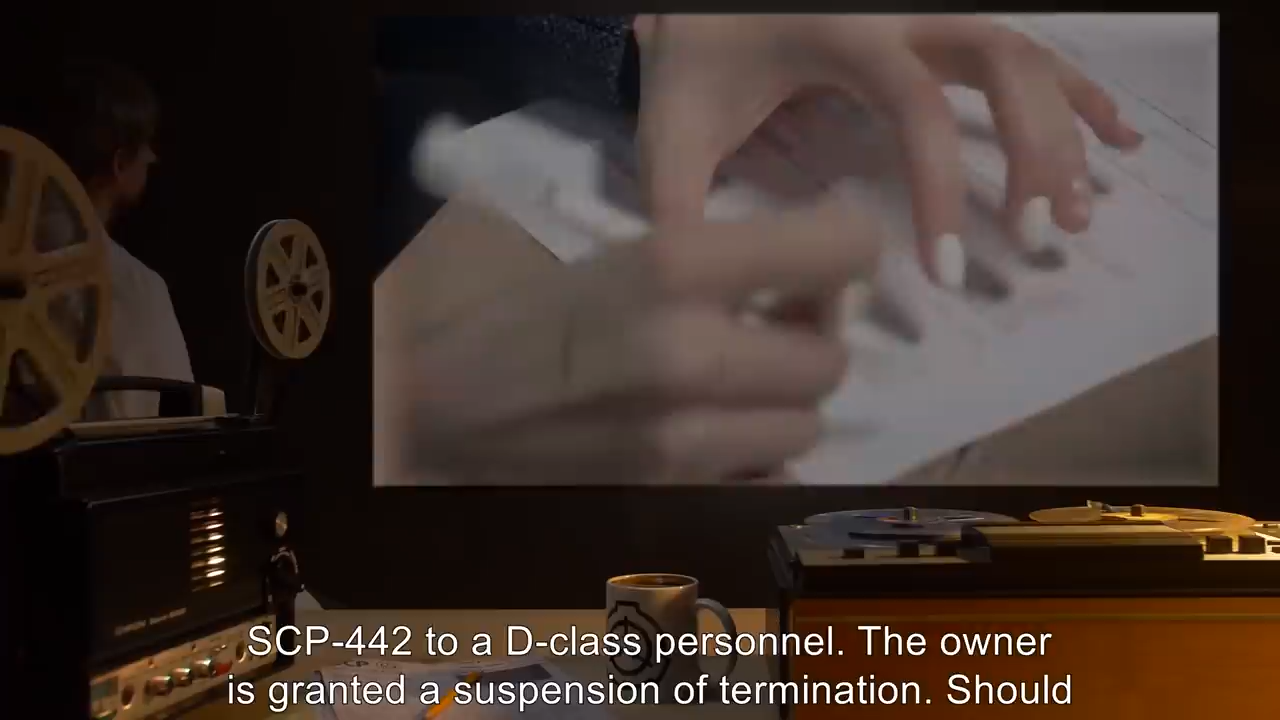 SCP-442 to a D-class personnel. The owner
is granted a suspension of termination. Should